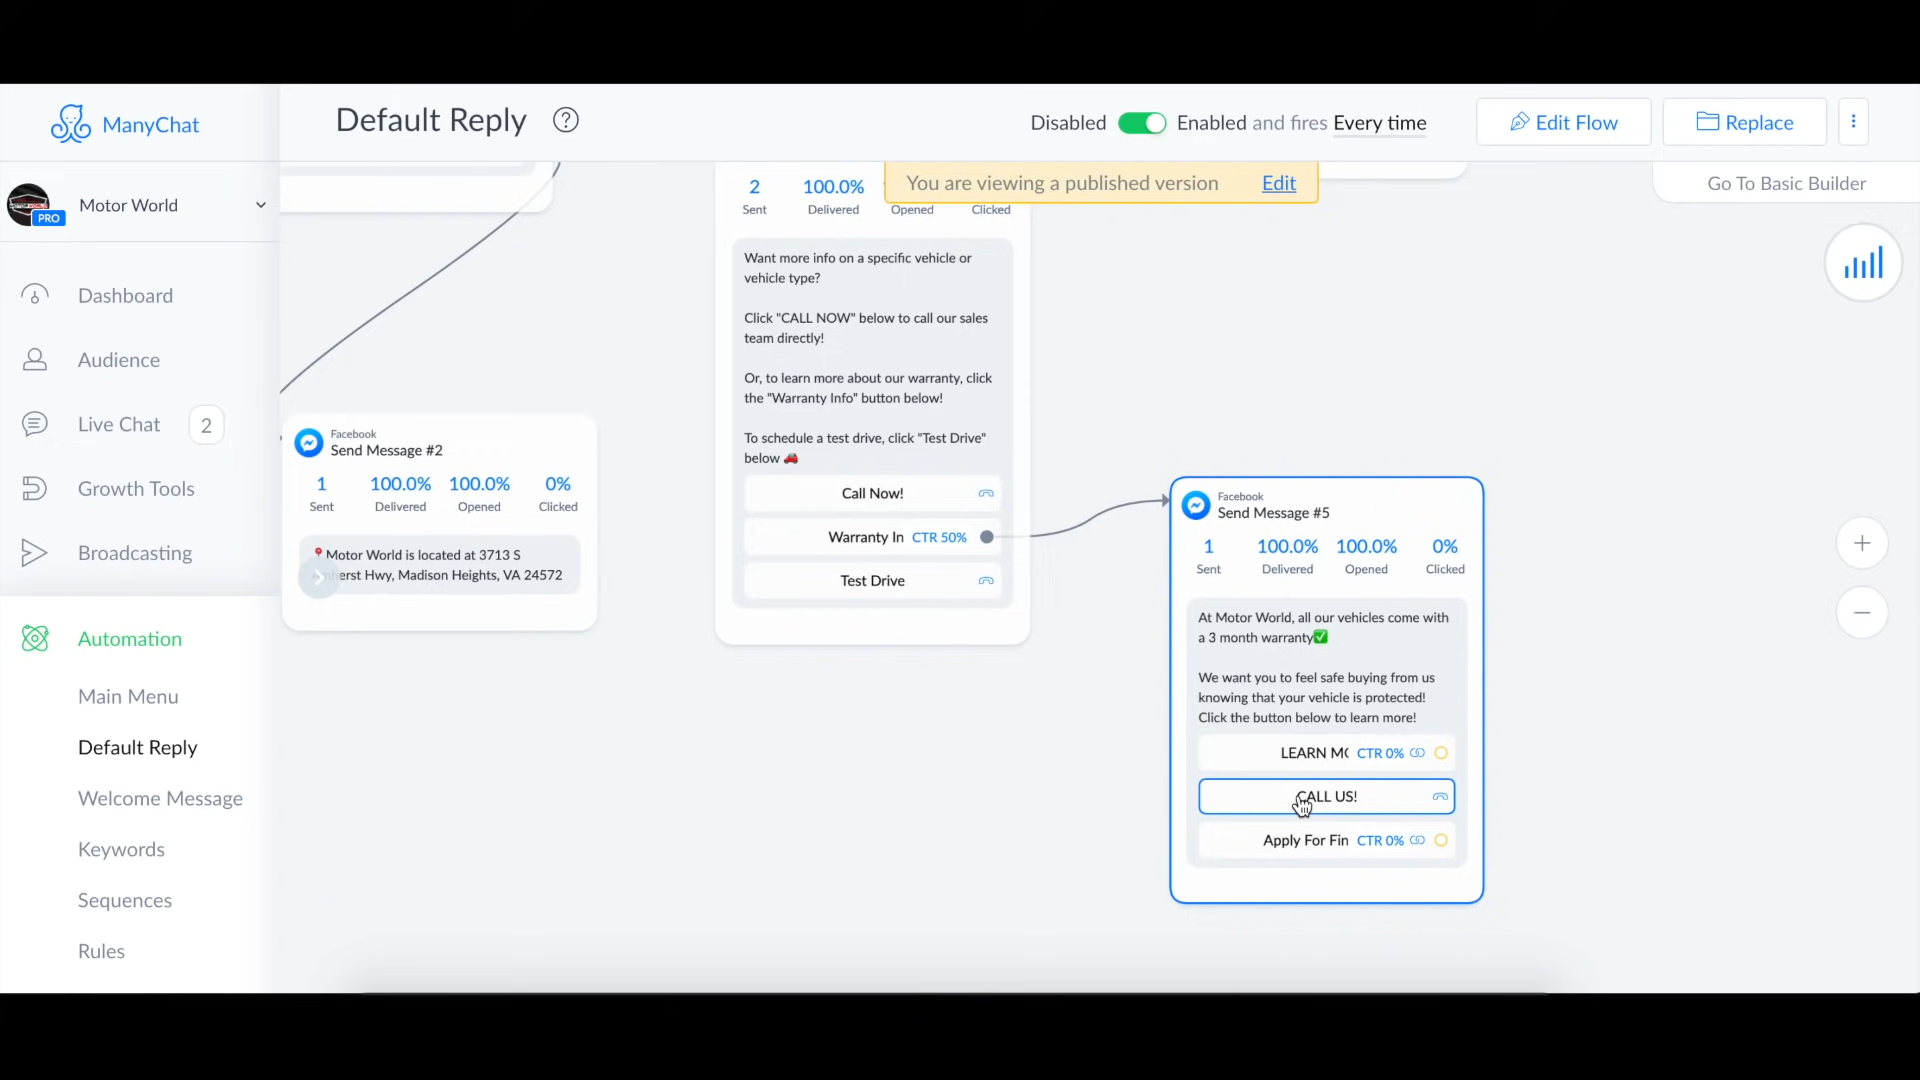 ManyChat
Default Reply ?
Disabled Enabled and fires Every time
Edit Flow
Replace
You are viewing a published version Edit
Go To Basic Builder
Motor World
PRO
Dashboard
Audience
Live Chat 2
Growth Tools
Broadcasting
Automation
Main Menu
Default Reply
Welcome Message
Keywords
Sequences
Rules
Facebook
Send Message #2
1 100.0% 100.0% 0%
Sent Delivered Opened Clicked
📍Motor World is located at 3713 S
Hwy, Madison Heights, VA 24572
2 100.0%
Sent Delivered Opened Clicked
Want more info on a specific vehicle or
vehicle type?
Click "CALL NOW" below to call our sales
team directly!
Or, to learn more about our warranty, click
the "Warranty Info" button below!
To schedule a test drive, click "Test Drive"
below 🚗
Call Now!
Warranty In CTR 50%
Test Drive
Facebook
Send Message #5
1 100.0% 100.0% 0%
Sent Delivered Opened Clicked
At Motor World, all our vehicles come with
a 3 month warranty✅
We want you to feel safe buying from us
knowing that your vehicle is protected!
Click the button below to learn more!
LEARN MO CTR 0%
CALL US!
Apply For Fin CTR 0%